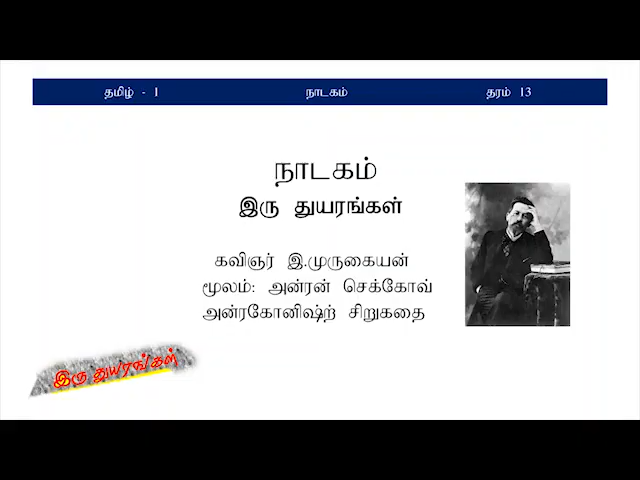 தமிழ் - 1 நாடகம் தரம் 13
நாடகம்
இரு துயரங்கள்
கவிஞர் இ.முருகையன்
மூலம்: அன்ரன் செக்கோவ்
அன்ரகோனிஷ்ற் சிறுகதை
இரு துயரங்கள்